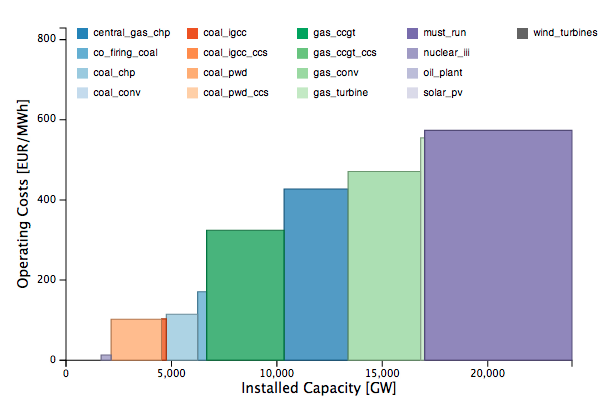 central_gas_chp coal_igcc gas_ccgt must_run wind_turbines
co_firing_coal coal_igcc_ccs gas_ccgt_ccs nuclear_iii
coal_chp coal_pwd gas_conv oil_plant
coal_conv coal_pwd_ccs gas_turbine solar_pv
Operating Costs [EUR/MWh]
800
600
400
200
0
0 5,000 10,000 15,000 20,000
Installed Capacity [GW]